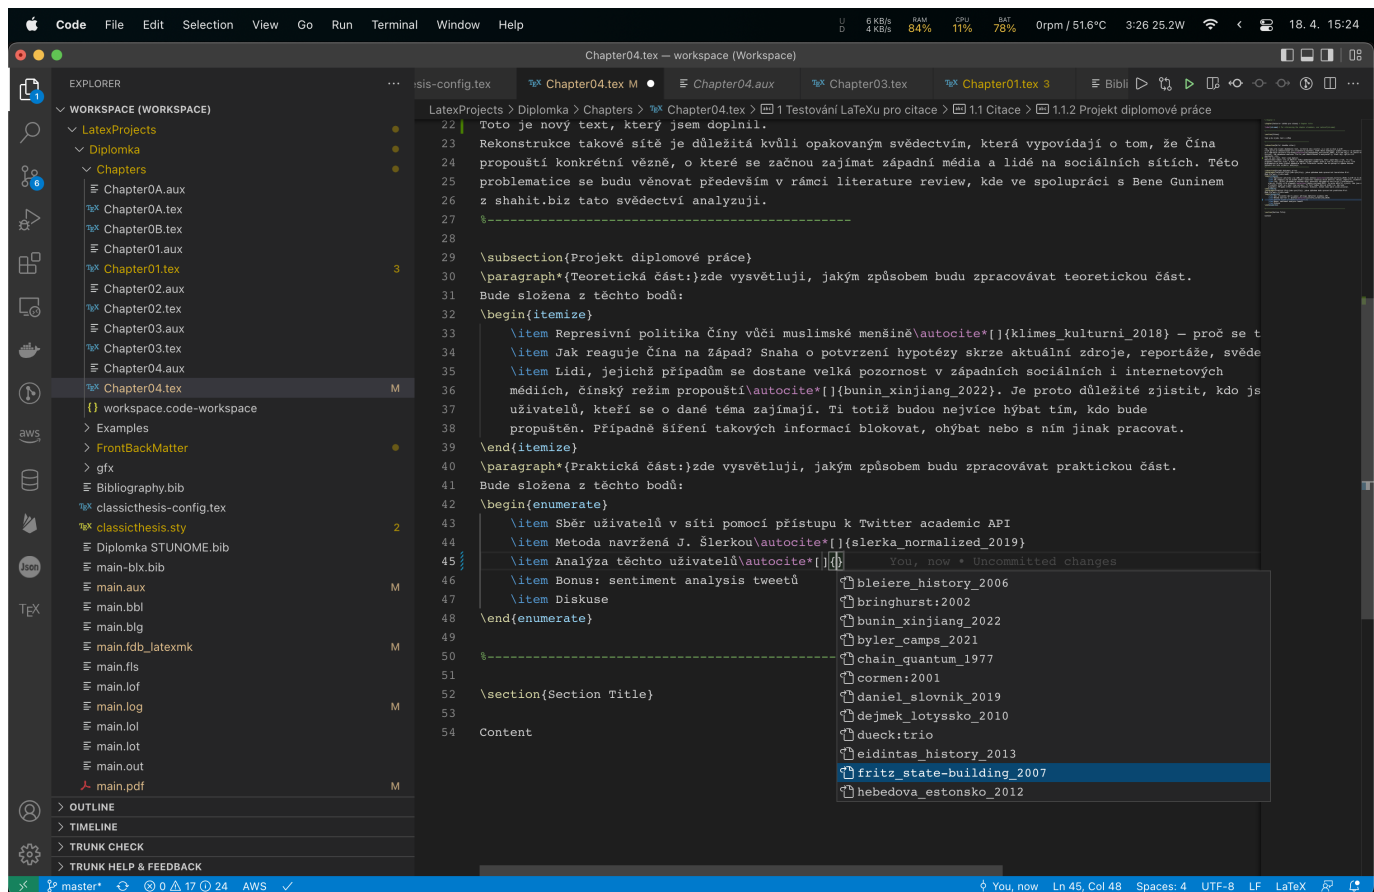 Code File Edit Selection View Go Run Terminal Window Help
U 6 KB/s RAM CPU BAT 0rpm / 51.6°C 3:26 25.2W 18. 4. 15:24
D 4 KB/s 84% 11% 78%
Chapter04.tex — workspace (Workspace)
EXPLORER
WORKSPACE (WORKSPACE)
LatexProjects
Diplomka
Chapters
Chapter0A.aux
Chapter0A.tex
Chapter0B.tex
Chapter01.aux
Chapter01.tex 3
Chapter02.aux
Chapter02.tex
Chapter03.aux
Chapter03.tex
Chapter04.aux
Chapter04.tex M
{} workspace.code-workspace
Examples
FrontBackMatter
gfx
Bibliography.bib
classicthesis-config.tex
classicthesis.sty 2
Diplomka STUNOME.bib
main-blx.bib
main.aux M
main.bbl
main.blg
main.fdb_latexmk M
main.fls
main.lof
main.log M
main.lol
main.lot
main.out
main.pdf M
OUTLINE
TIMELINE
TRUNK CHECK
TRUNK HELP & FEEDBACK
1
6
aws
Json
TEX
esis-config.tex Chapter04.tex M Chapter04.aux Chapter03.tex Chapter01.tex 3 Bibli
LatexProjects > Diplomka > Chapters > Chapter04.tex > 1 Testování LaTeXu pro citace > 1.1 Citace > 1.1.2 Projekt diplomové práce
22 Toto je nový text, který jsem doplnil.
23 Rekonstrukce takové sítě je důležitá kvůli opakovaným svědectvím, která vypovídají o tom, že Čína
24 propouští konkrétní vězně, o které se začnou zajímat západní média a lidé na sociálních sítích. Této
25 problematice se budu věnovat především v rámci literature review, kde ve spolupráci s Bene Guninem
26 z shahit.biz tato svědectví analyzuji.
27 %-----------------------------------------------
28
29 \subsection{Projekt diplomové práce}
30 \paragraph*{Teoretická část:}zde vysvětluji, jakým způsobem budu zpracovávat teoretickou část.
31 Bude složena z těchto bodů:
32 \begin{itemize}
33 \item Represivní politika Číny vůči muslimské menšině\autocite*[]{klimes_kulturni_2018} — proč se t
34 \item Jak reaguje Čína na Západ? Snaha o potvrzení hypotézy skrze aktuální zdroje, reportáže, svěde
35 \item Lidi, jejichž případům se dostane velká pozornost v západních sociálních i internetových
36 médiích, čínský režim propouští\autocite*[]{bunin_xinjiang_2022}. Je proto důležité zjistit, kdo js
37 uživatelů, kteří se o dané téma zajímají. Ti totiž budou nejvíce hýbat tím, kdo bude
38 propuštěn. Případně šíření takových informací blokovat, ohýbat nebo s ním jinak pracovat.
39 \end{itemize}
40 \paragraph*{Praktická část:}zde vysvětluji, jakým způsobem budu zpracovávat praktickou část.
41 Bude složena z těchto bodů:
42 \begin{enumerate}
43 \item Sběr uživatelů v síti pomocí přístupu k Twitter academic API
44 \item Metoda navržená J. Šlerkou\autocite*[]{slerka_normalized_2019}
45 \item Analýza těchto uživatelů\autocite*[]{} You, now • Uncommitted changes
46 \item Bonus: sentiment analysis tweetů
47 \item Diskuse
48 \end{enumerate}
49
50 %---------------------------------------------
51
52 \section{Section Title}
53
54 Content
bleiere_history_2006
bringhurst:2002
bunin_xinjiang_2022
byler_camps_2021
chain_quantum_1977
cormen:2001
daniel_slovnik_2019
dejmek_lotyssko_2010
dueck:trio
eidintas_history_2013
fritz_state-building_2007
hebedova_estonsko_2012
master* 0 17 24 AWS You, now Ln 45, Col 48 Spaces: 4 UTF-8 LF LaTeX